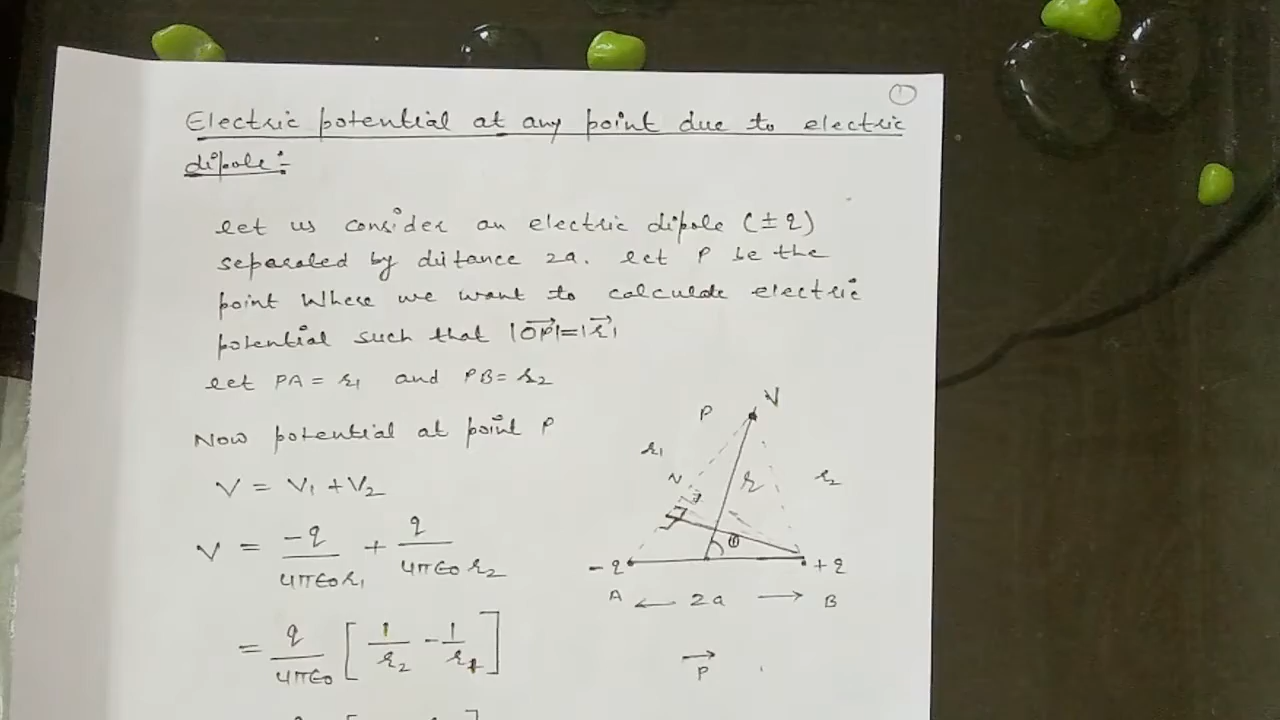 1
Electric potential at any point due to electric
dipole:-
let us consider an electric dipole (±q)
separated by distance 2a. let P be the
point where we want to calculate electric
potential such that |OP⃗|=|r⃗|
let PA = r₁ and PB = r₂
Now potential at point P
V = V₁ + V₂
V = -q/4πε₀r₁ + q/4πε₀r₂
= q/4πε₀ [1/r₂ - 1/r₁]
P V
r₁
N r r₂
θ
-q +q
A ← 2a → B
P⃗